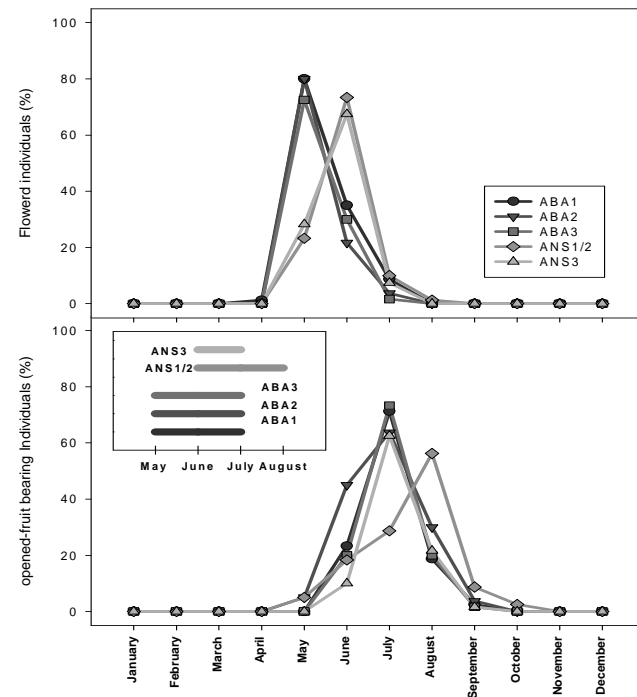 100
80
60
40
20
0
Flowerd individuals (%)
ABA1
ABA2
ABA3
ANS1/2
ANS3
100
80
60
40
20
0
opened-fruit bearing Individuals (%)
ANS3
ANS1/2
ABA3
ABA2
ABA1
May June July August
January February March April May June July August September October November December